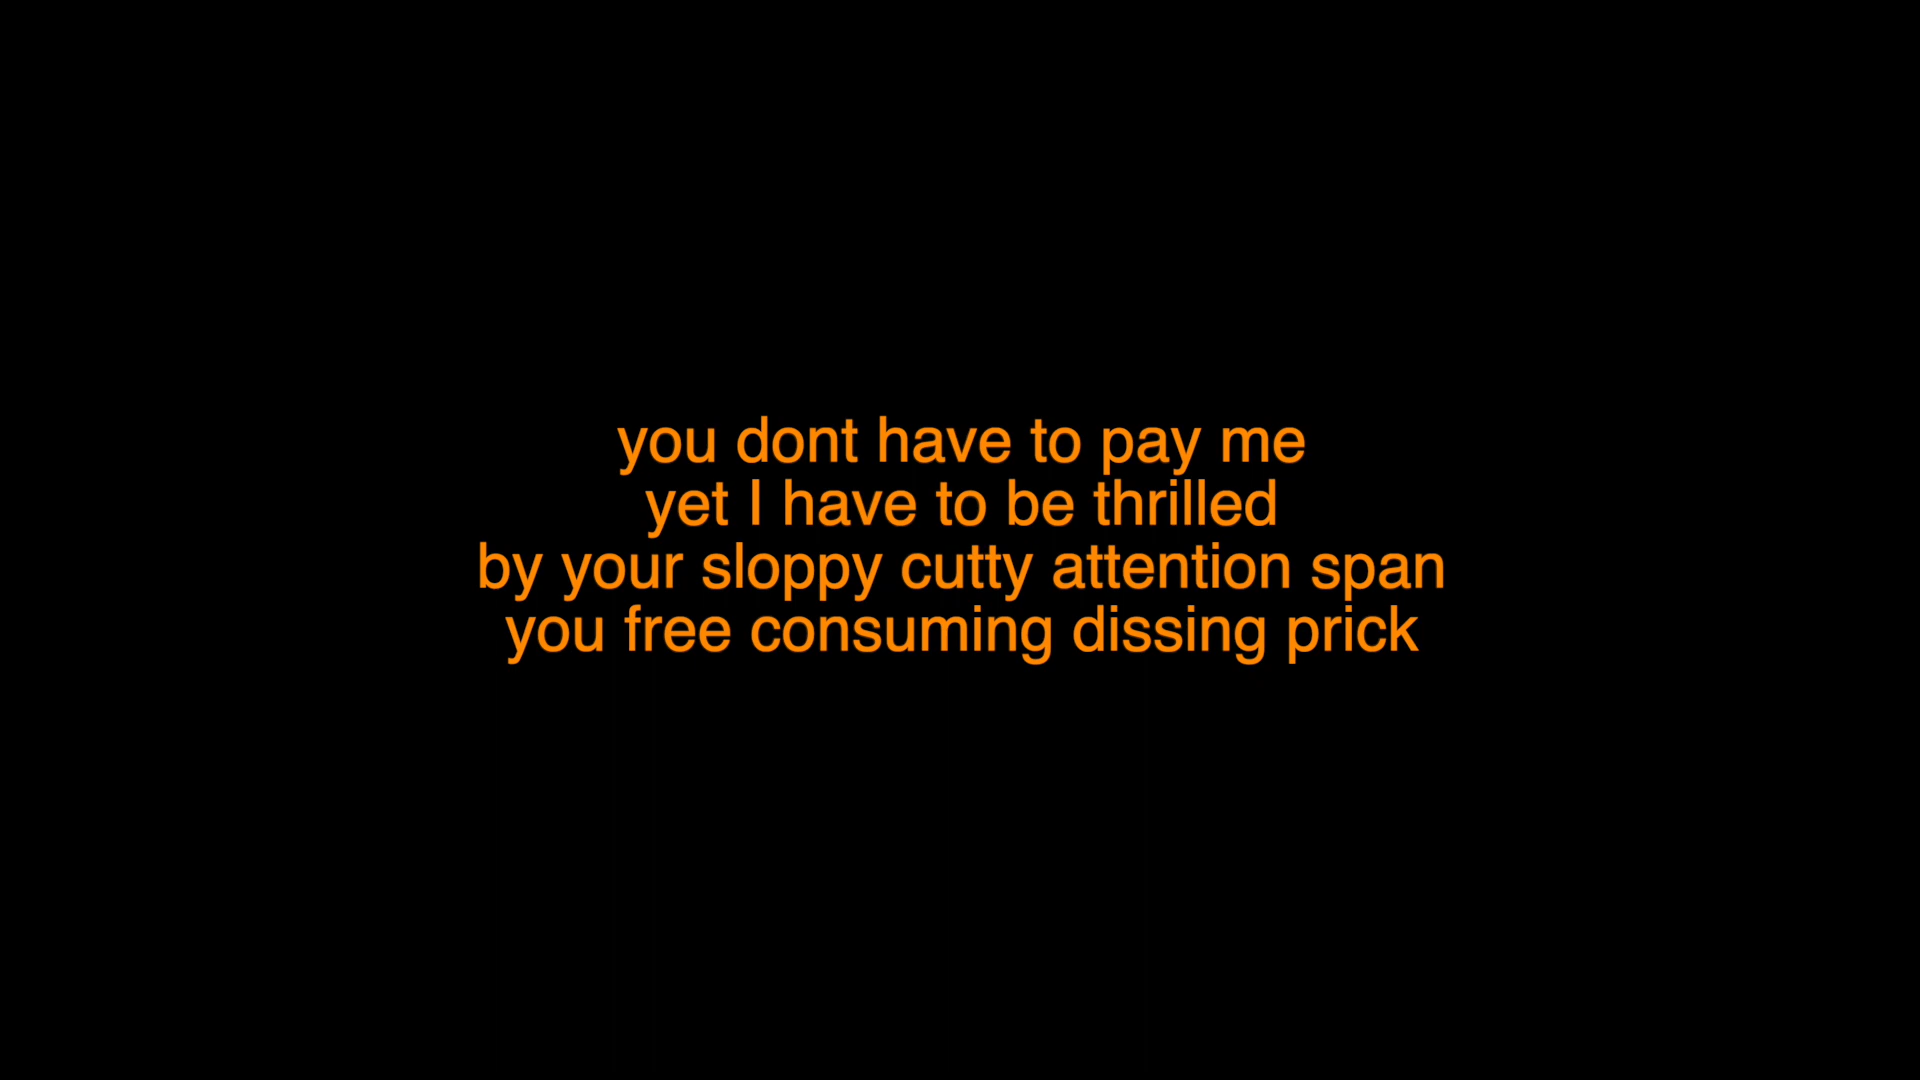 you dont have to pay me
yet I have to be thrilled
by your sloppy cutty attention span
you free consuming dissing prick